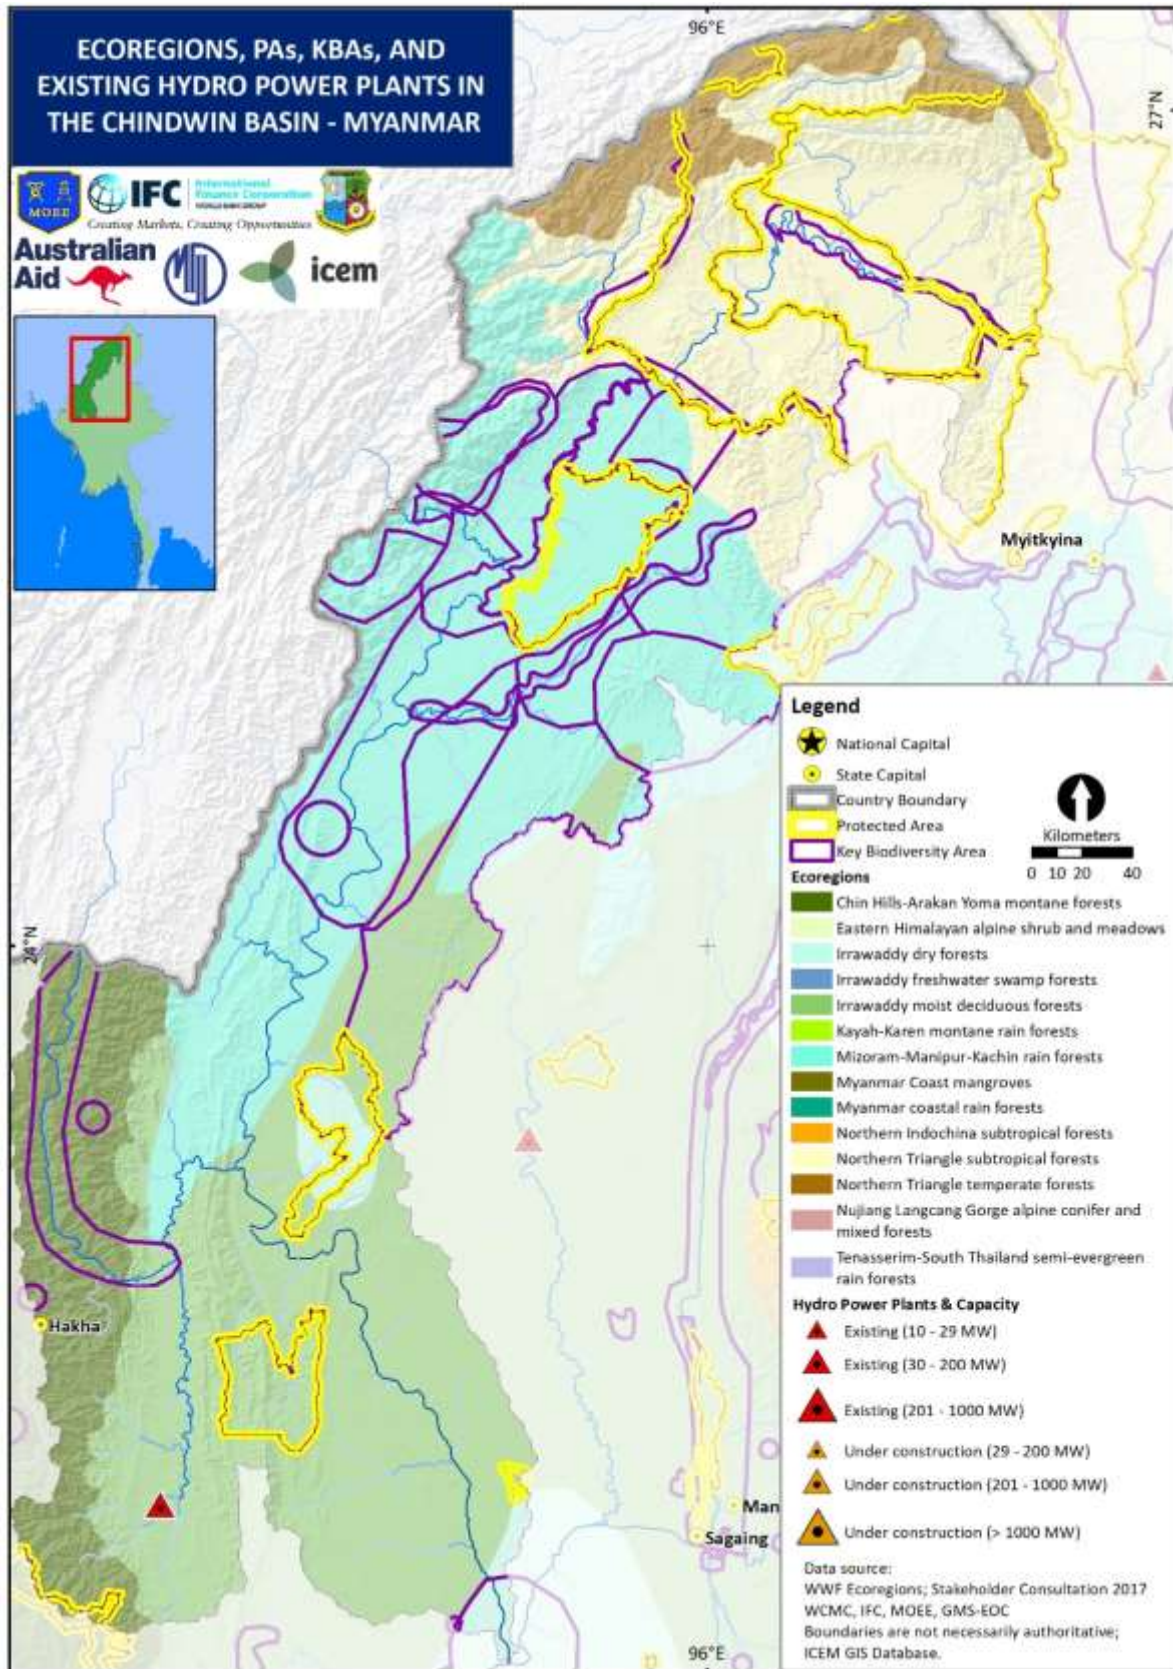 ECOREGIONS, PAs, KBAs, AND
EXISTING HYDRO POWER PLANTS IN
THE CHINDWIN BASIN - MYANMAR
96°E
27°N
MOEE
IFC
International
Finance Corporation
WORLD BANK GROUP
Creating Markets, Creating Opportunities
Australian
Aid
icem
Myitkyina
24°N
Hakha
Man
Sagaing
96°E
Legend
National Capital
State Capital
Country Boundary
Protected Area
Key Biodiversity Area
Kilometers
0 10 20 40
Ecoregions
Chin Hills-Arakan Yoma montane forests
Eastern Himalayan alpine shrub and meadows
Irrawaddy dry forests
Irrawaddy freshwater swamp forests
Irrawaddy moist deciduous forests
Kayah-Karen montane rain forests
Mizoram-Manipur-Kachin rain forests
Myanmar Coast mangroves
Myanmar coastal rain forests
Northern Indochina subtropical forests
Northern Triangle subtropical forests
Northern Triangle temperate forests
Nujiang Langcang Gorge alpine conifer and
mixed forests
Tenasserim-South Thailand semi-evergreen
rain forests
Hydro Power Plants & Capacity
Existing (10 - 29 MW)
Existing (30 - 200 MW)
Existing (201 - 1000 MW)
Under construction (29 - 200 MW)
Under construction (201 - 1000 MW)
Under construction (> 1000 MW)
Data source:
WWF Ecoregions; Stakeholder Consultation 2017
WCMC, IFC, MOEE, GMS-EOC
Boundaries are not necessarily authoritative;
ICEM GIS Database.